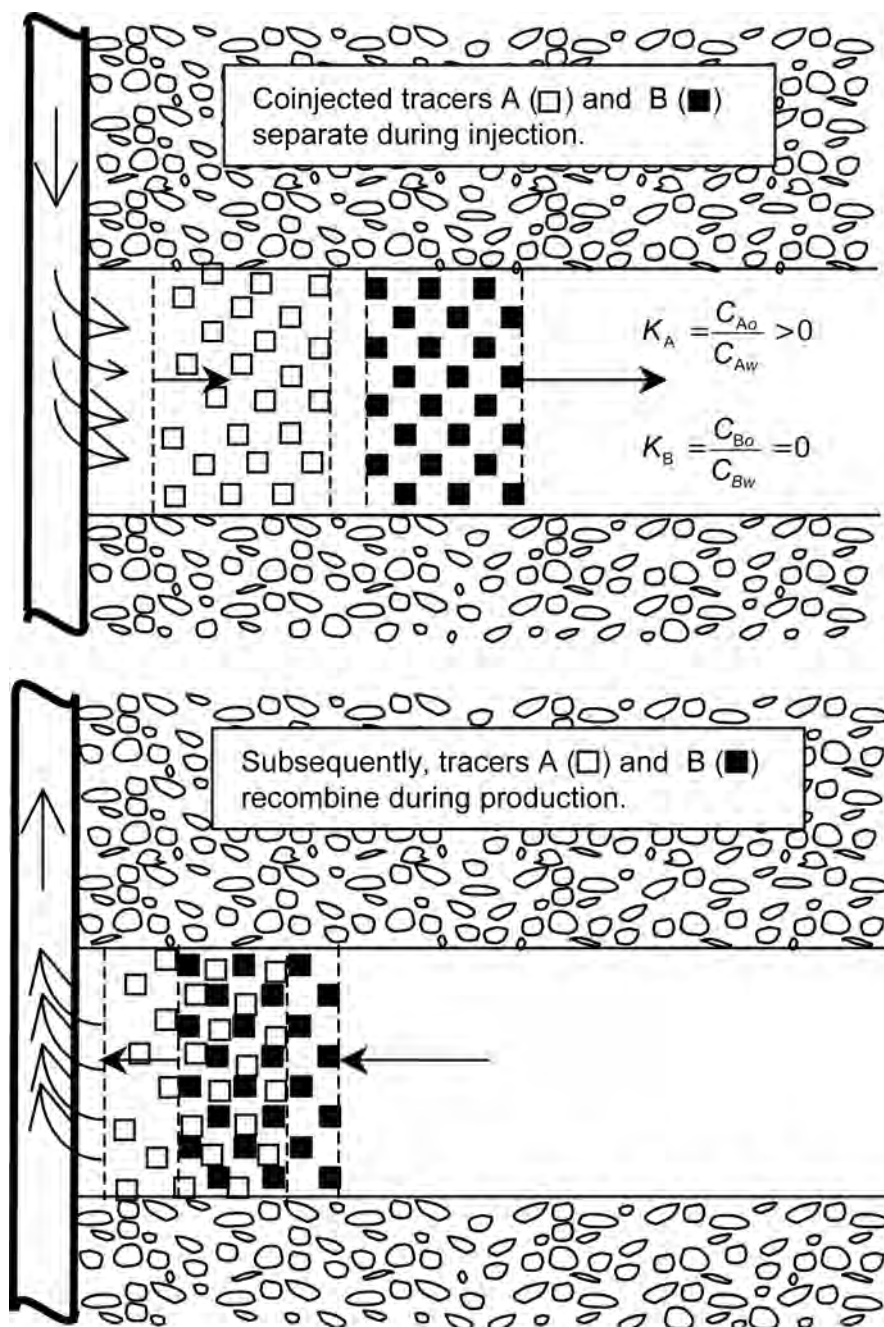 Coinjected tracers A (□) and B (■)
separate during injection.
K_A = C_Ao / C_Aw > 0
K_B ≡ C_Bo / C_Bw = 0
Subsequently, tracers A (□) and B (■)
recombine during production.